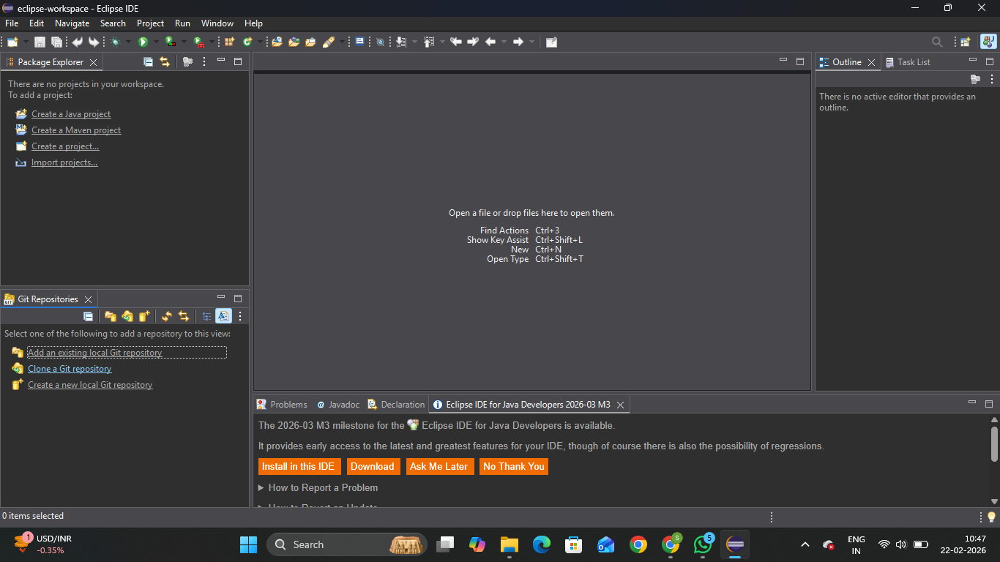 eclipse-workspace - Eclipse IDE
File Edit Navigate Search Project Run Window Help
Package Explorer
There are no projects in your workspace.
To add a project:
Create a Java project
Create a Maven project
Create a project...
Import projects...
Git Repositories
Select one of the following to add a repository to this view:
Add an existing local Git repository
Clone a Git repository
Create a new local Git repository
Open a file or drop files here to open them.
Find Actions Ctrl+3
Show Key Assist Ctrl+Shift+L
New Ctrl+N
Open Type Ctrl+Shift+T
Outline Task List
There is no active editor that provides an
outline.
Problems Javadoc Declaration Eclipse IDE for Java Developers 2026-03 M3
The 2026-03 M3 milestone for the Eclipse IDE for Java Developers is available.
It provides early access to the latest and greatest features for your IDE, though of course there is also the possibility of regressions.
Install in this IDE Download Ask Me Later No Thank You
How to Report a Problem
How to Revert an Update
0 items selected
1 USD/INR
-0.35%
Search
S
5
ENG
IN
10:47
22-02-2026